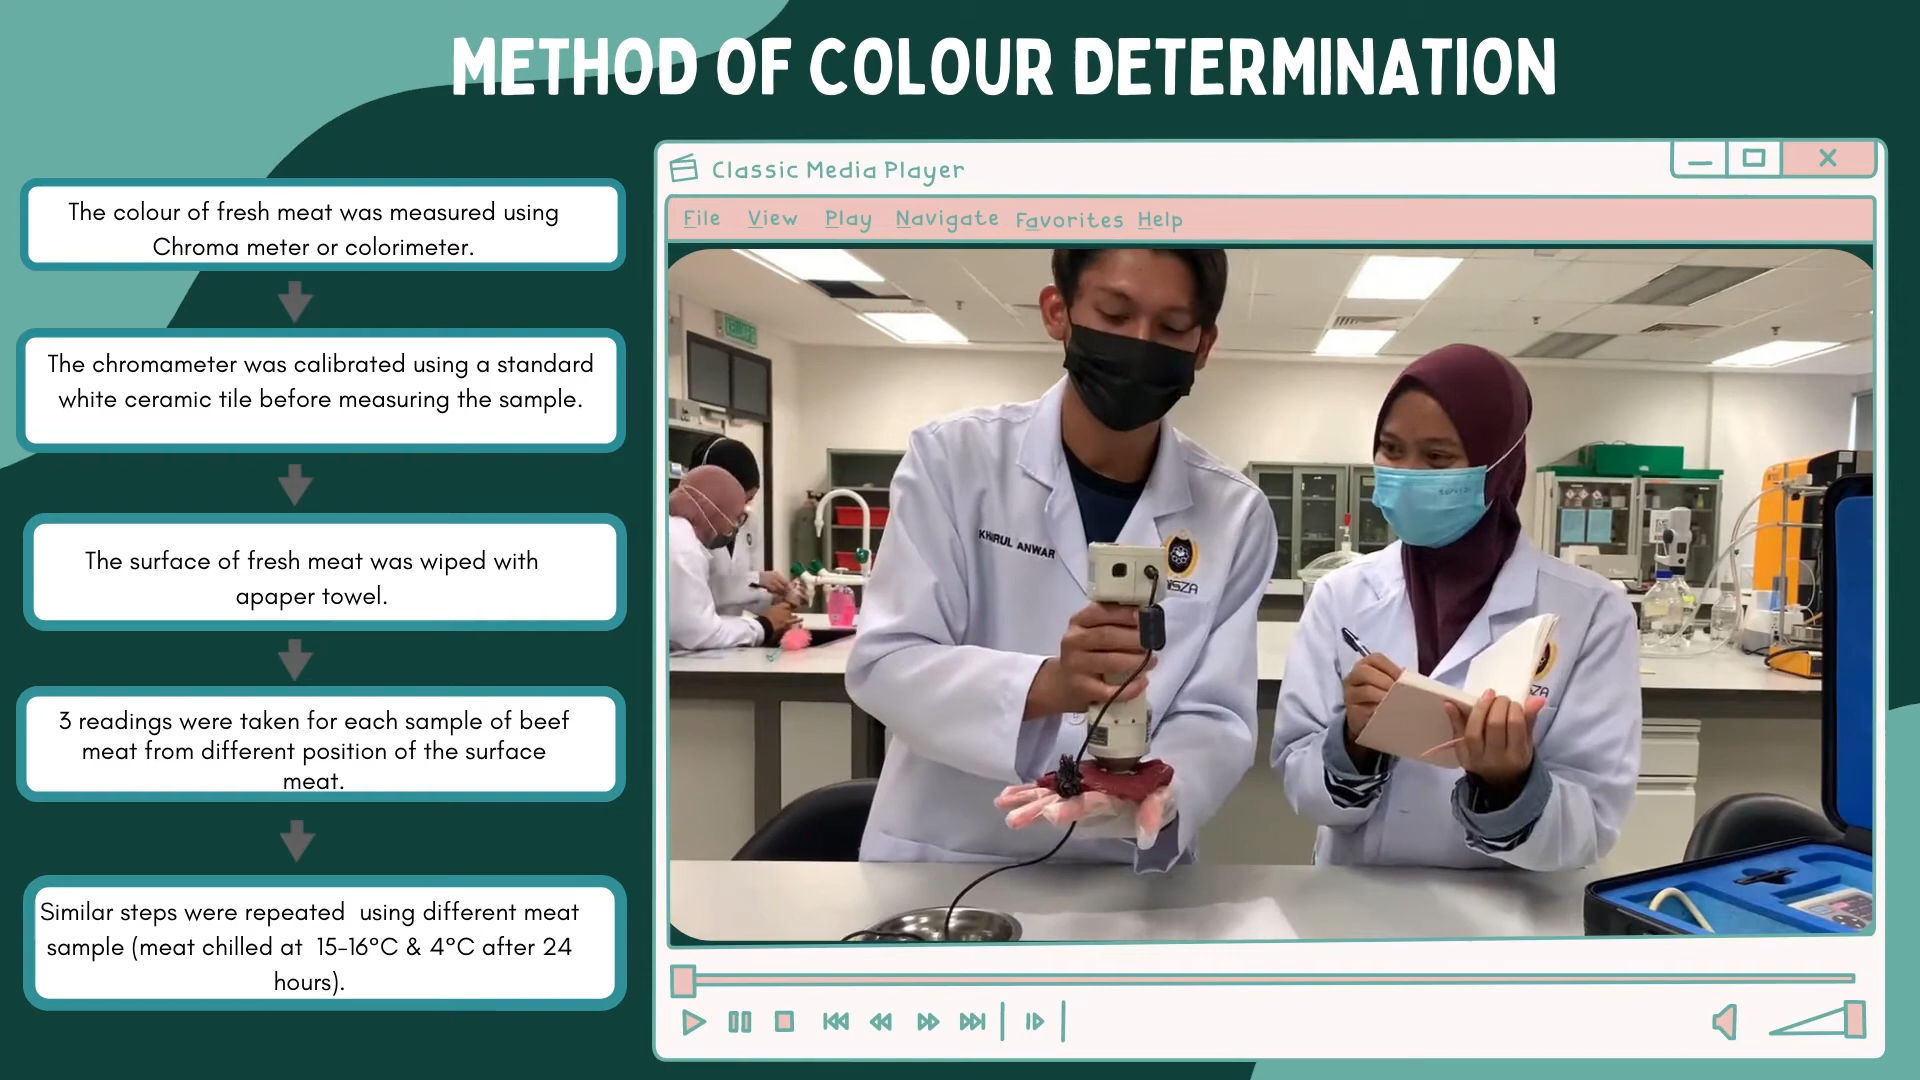 METHOD OF COLOUR DETERMINATION
The colour of fresh meat was measured using
Chroma meter or colorimeter.
The chromameter was calibrated using a standard
white ceramic tile before measuring the sample.
The surface of fresh meat was wiped with
apaper towel.
3 readings were taken for each sample of beef
meat from different position of the surface
meat.
Similar steps were repeated  using different meat
sample (meat chilled at  15-16°C & 4°C after 24
hours).
Classic Media Player
File View Play Navigate Favorites Help
ANWAR